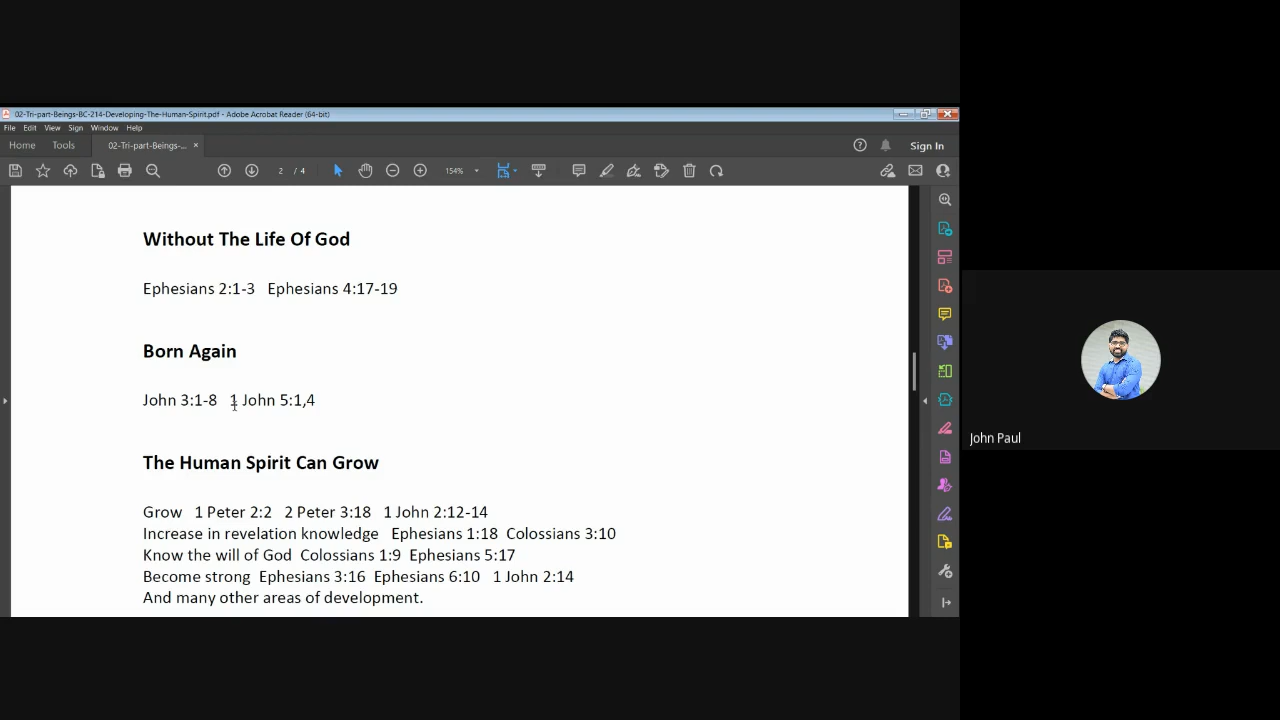 02-Tri-part-Beings-BC-214-Developing-The-Human-Spirit.pdf - Adobe Acrobat Reader (64-bit)
File Edit View Sign Window Help
Home Tools 02-Tri-part-Beings-... × Sign In
2 / 4 154%
Without The Life Of God
Ephesians 2:1-3 Ephesians 4:17-19
Born Again
John 3:1-8 1 John 5:1,4
The Human Spirit Can Grow
Grow 1 Peter 2:2 2 Peter 3:18 1 John 2:12-14
Increase in revelation knowledge Ephesians 1:18 Colossians 3:10
Know the will of God Colossians 1:9 Ephesians 5:17
Become strong Ephesians 3:16 Ephesians 6:10 1 John 2:14
And many other areas of development.
John Paul